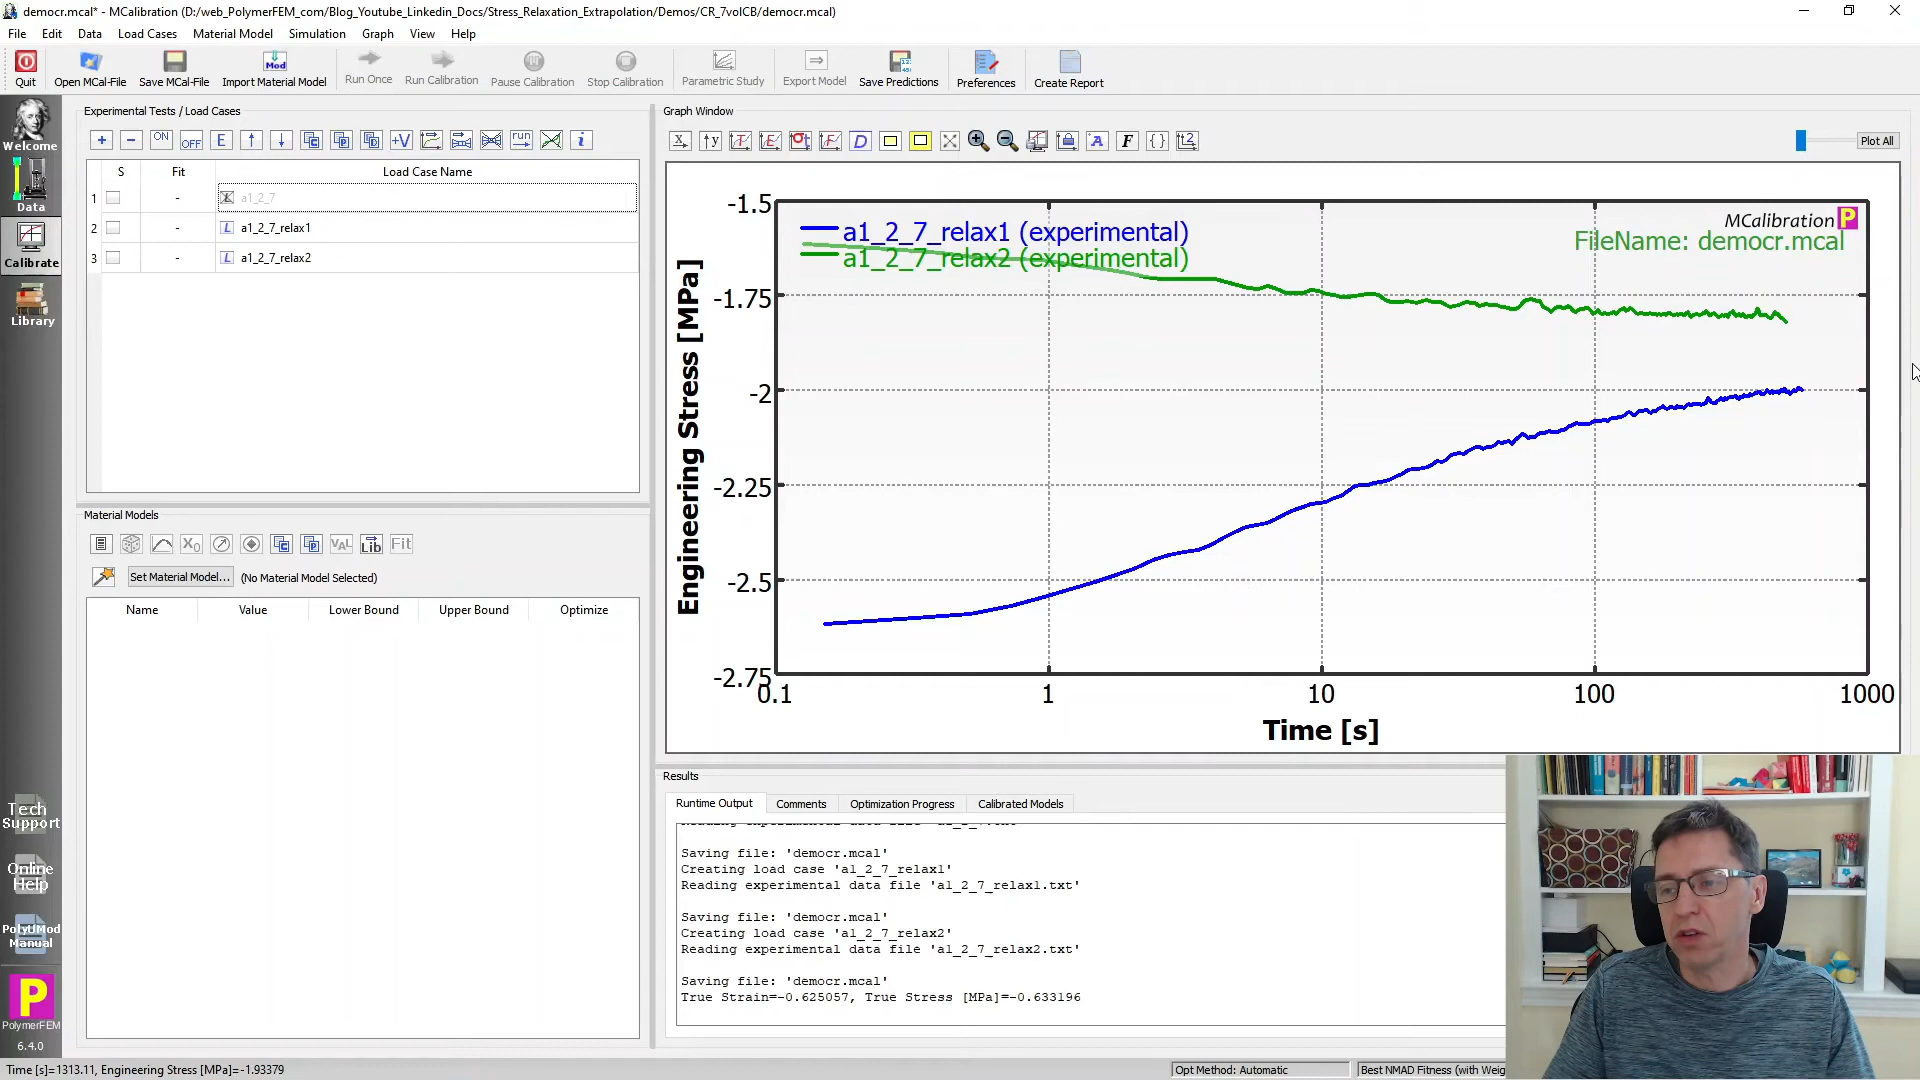 democr.mcal* - MCalibration (D:/web_PolymerFEM_com/Blog_Youtube_Linkedin_Docs/Stress_Relaxation_Extrapolation/Demos/CR_7volCB/democr.mcal)
File Edit Data Load Cases Material Model Simulation Graph View Help
Quit Open MCal-File Save MCal-File Import Material Model Run Once Run Calibration Pause Calibration Stop Calibration Parametric Study Export Model Save Predictions Preferences Create Report
Mod
Welcome
Data
Calibrate
Library
Tech
Support
Online
Help
PolyUMod
Manual
P
PolymerFEM
6.4.0
Experimental Tests / Load Cases
+ - ON OFF E +V run i
S Fit Load Case Name
1 - a1_2_7
2 - L a1_2_7_relax1
3 - L a1_2_7_relax2
Material Models
X0 VAL Lib Fit
Set Material Model... (No Material Model Selected)
Name Value Lower Bound Upper Bound Optimize
Graph Window
Plot All
a1_2_7_relax1 (experimental)
a1_2_7_relax2 (experimental)
MCalibration P
FileName: democr.mcal
Engineering Stress [MPa]
-1.5
-1.75
-2
-2.25
-2.5
-2.75
0.1 1 10 100 1000
Time [s]
Results
Runtime Output Comments Optimization Progress Calibrated Models
Saving file: 'democr.mcal'
Creating load case 'a1_2_7_relax1'
Reading experimental data file 'a1_2_7_relax1.txt'
Saving file: 'democr.mcal'
Creating load case 'a1_2_7_relax2'
Reading experimental data file 'a1_2_7_relax2.txt'
Saving file: 'democr.mcal'
True Strain=-0.625057, True Stress [MPa]=-0.633196
Time [s]=1313.11, Engineering Stress [MPa]=-1.93379
Opt Method: Automatic
Best NMAD Fitness (with Weig